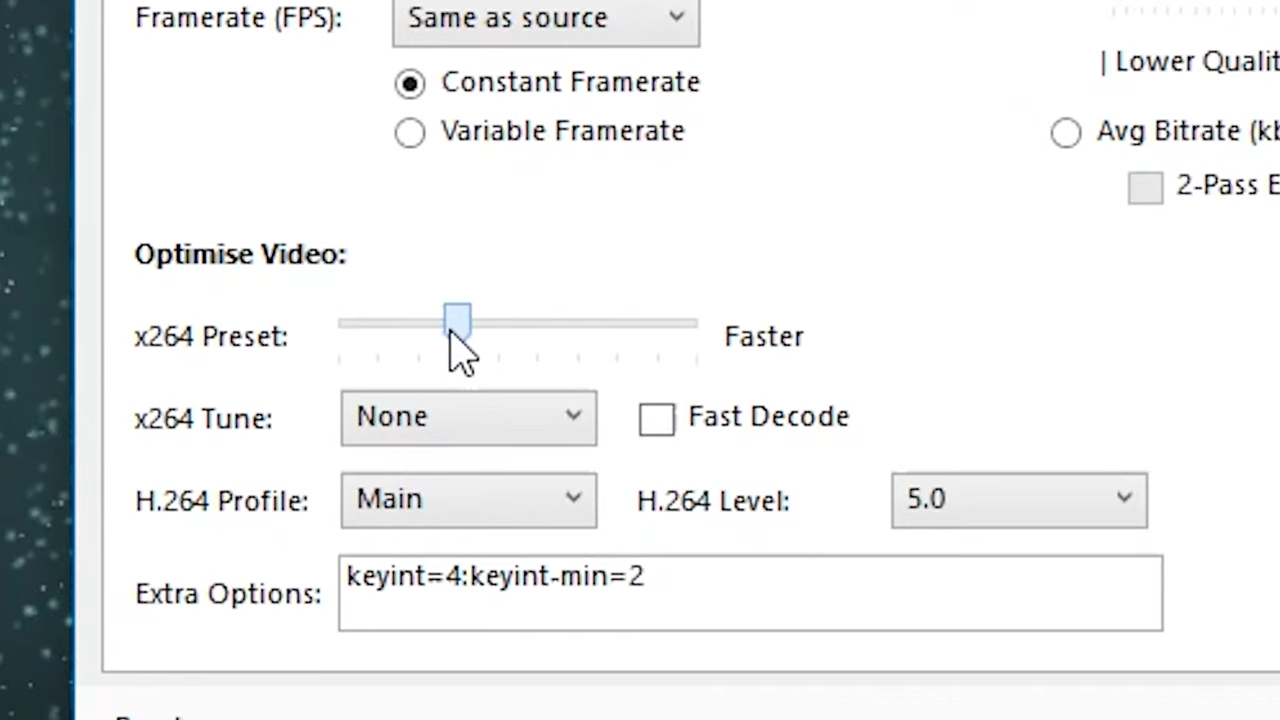 Framerate (FPS): Same as source
| Lower Qualit
Constant Framerate
Variable Framerate
Avg Bitrate (kb
2-Pass E
Optimise Video:
x264 Preset: Faster
x264 Tune: None Fast Decode
H.264 Profile: Main H.264 Level: 5.0
Extra Options: keyint=4:keyint-min=2